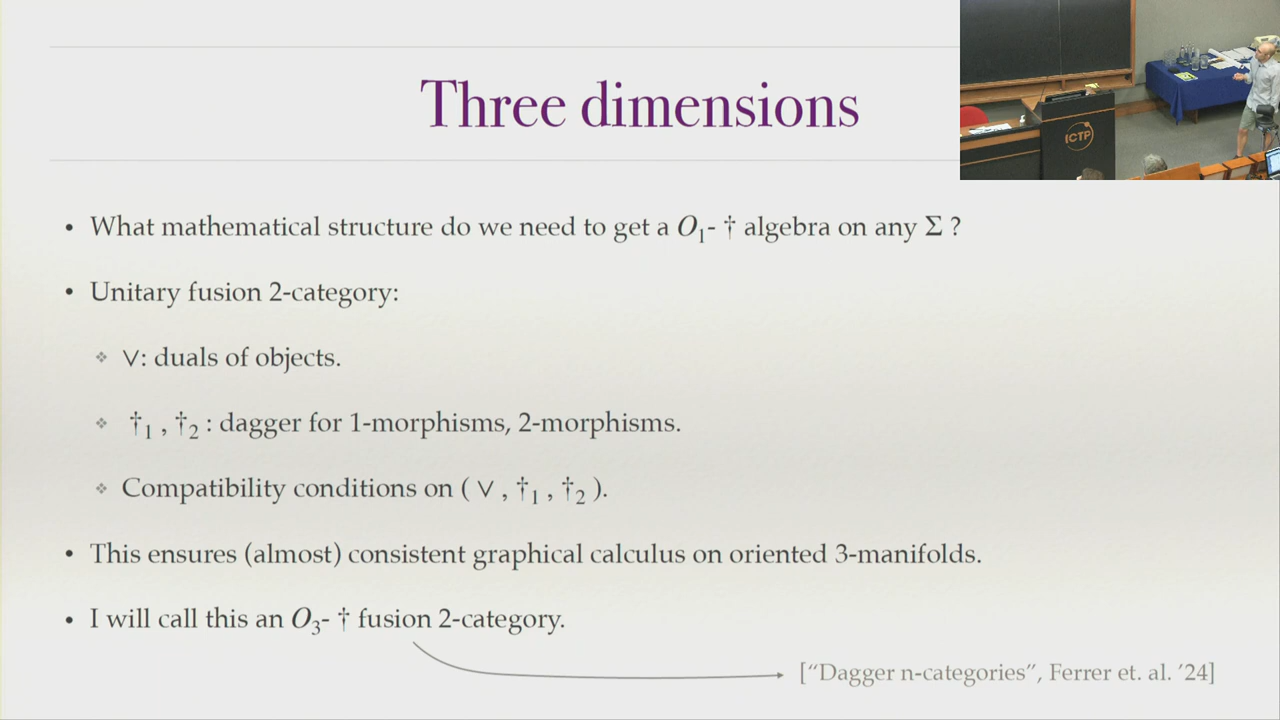 Three dimensions
ICTP
• What mathematical structure do we need to get a O₁- † algebra on any Σ ?
• Unitary fusion 2-category:
❖ ∨: duals of objects.
❖ †₁ , †₂ : dagger for 1-morphisms, 2-morphisms.
❖ Compatibility conditions on ( ∨ , †₁ , †₂ ).
• This ensures (almost) consistent graphical calculus on oriented 3-manifolds.
• I will call this an O₃- † fusion 2-category.
[“Dagger n-categories”, Ferrer et. al. ’24]